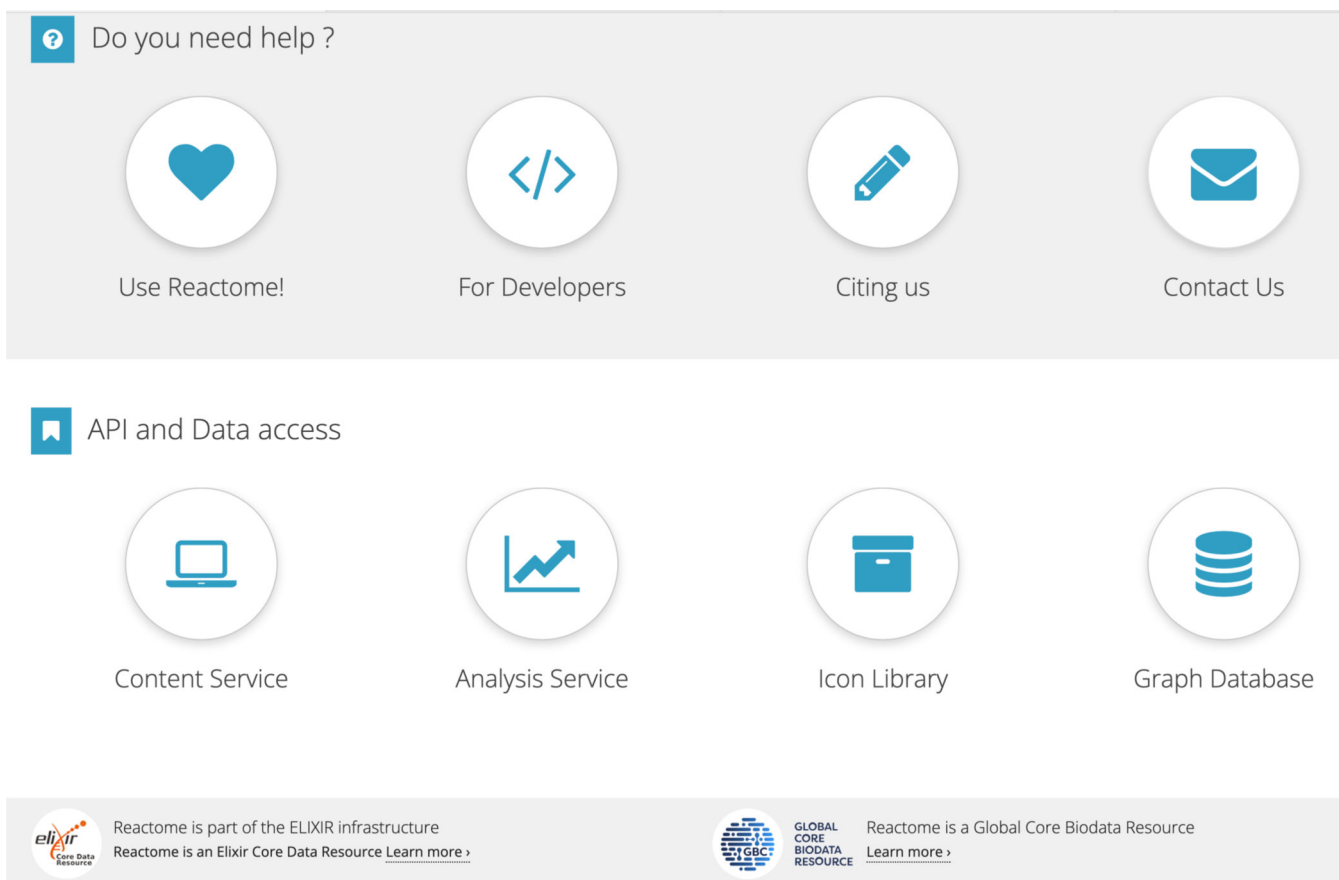 Do you need help ?
Use Reactome!
For Developers
Citing us
Contact Us
API and Data access
Content Service
Analysis Service
Icon Library
Graph Database
elixir
Core Data
Resource
Reactome is part of the ELIXIR infrastructure
Reactome is an Elixir Core Data Resource Learn more ›
GBC
GLOBAL
CORE
BIODATA
RESOURCE
Reactome is a Global Core Biodata Resource
Learn more ›